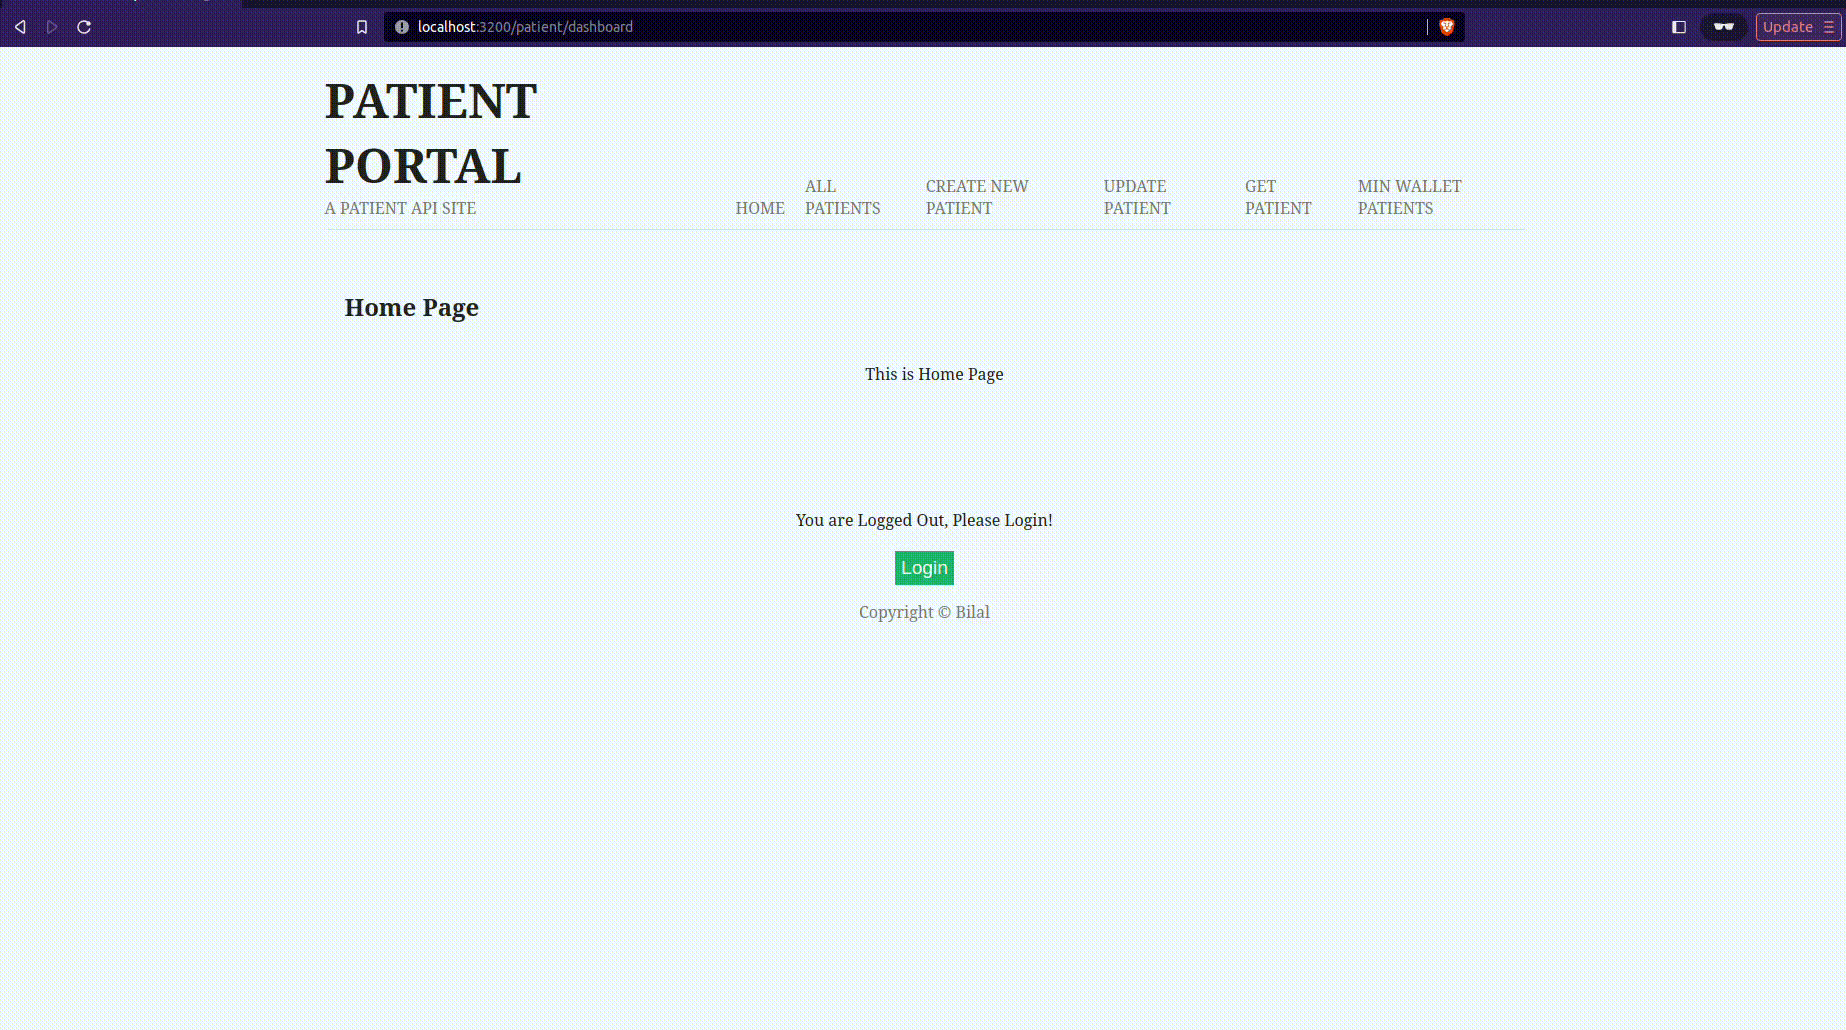 localhost:3200/patient/dashboard
Update
PATIENT
PORTAL
A PATIENT API SITE
HOME
ALL
PATIENTS
CREATE NEW
PATIENT
UPDATE
PATIENT
GET
PATIENT
MIN WALLET
PATIENTS
Home Page
This is Home Page
You are Logged Out, Please Login!
Login
Copyright © Bilal